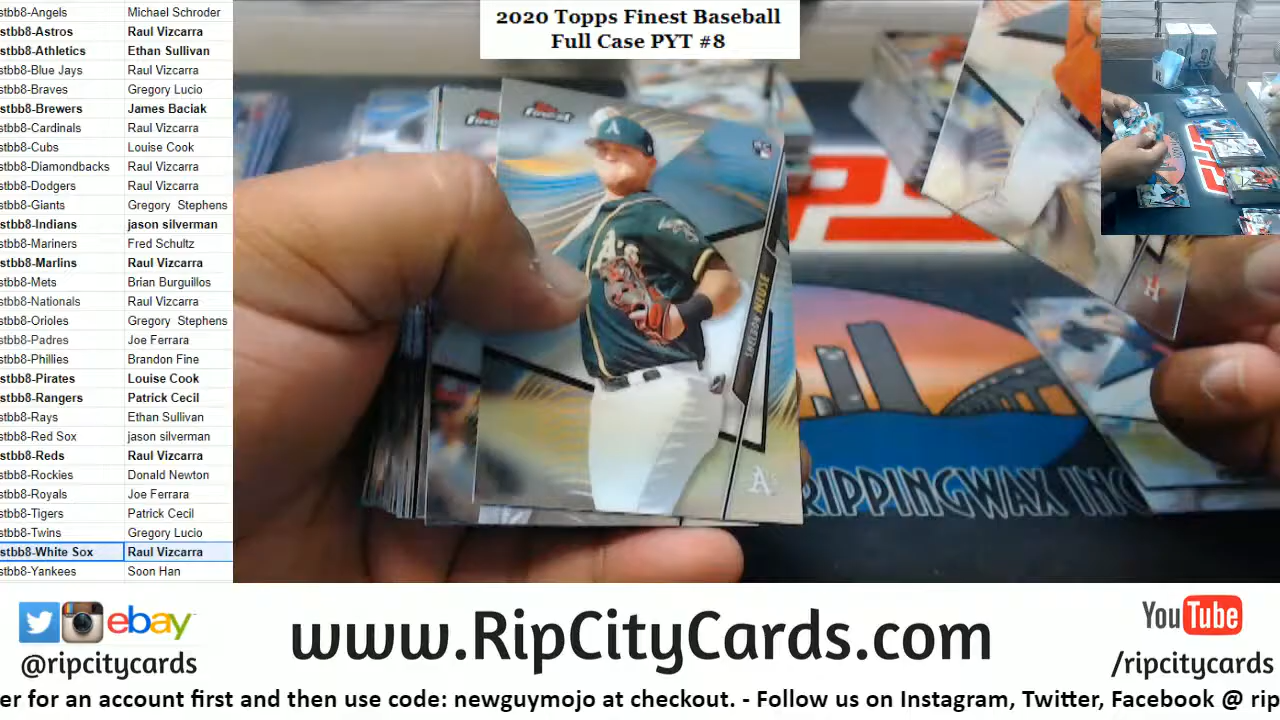 stbb8-Angels Michael Schroder
stbb8-Astros Raul Vizcarra
stbb8-Athletics Ethan Sullivan
stbb8-Blue Jays Raul Vizcarra
stbb8-Braves Gregory Lucio
stbb8-Brewers James Baciak
stbb8-Cardinals Raul Vizcarra
stbb8-Cubs Louise Cook
stbb8-Diamondbacks Raul Vizcarra
stbb8-Dodgers Raul Vizcarra
stbb8-Giants Gregory Stephens
stbb8-Indians jason silverman
stbb8-Mariners Fred Schultz
stbb8-Marlins Raul Vizcarra
stbb8-Mets Brian Burguillos
stbb8-Nationals Raul Vizcarra
stbb8-Orioles Gregory Stephens
stbb8-Padres Joe Ferrara
stbb8-Phillies Brandon Fine
stbb8-Pirates Louise Cook
stbb8-Rangers Patrick Cecil
stbb8-Rays Ethan Sullivan
stbb8-Red Sox jason silverman
stbb8-Reds Raul Vizcarra
stbb8-Rockies Donald Newton
stbb8-Royals Joe Ferrara
stbb8-Tigers Patrick Cecil
stbb8-Twins Gregory Lucio
stbb8-White Sox Raul Vizcarra
stbb8-Yankees Soon Han
2020 Topps Finest Baseball
Full Case PYT #8
finest
A
A's
RC
SHELDON NEUSE
A's
H
RIPPINGWAX INC
ebay
@ripcitycards
www.RipCityCards.com
YouTube
/ripcitycards
er for an account first and then use code: newguymojo at checkout. - Follow us on Instagram, Twitter, Facebook @ rip